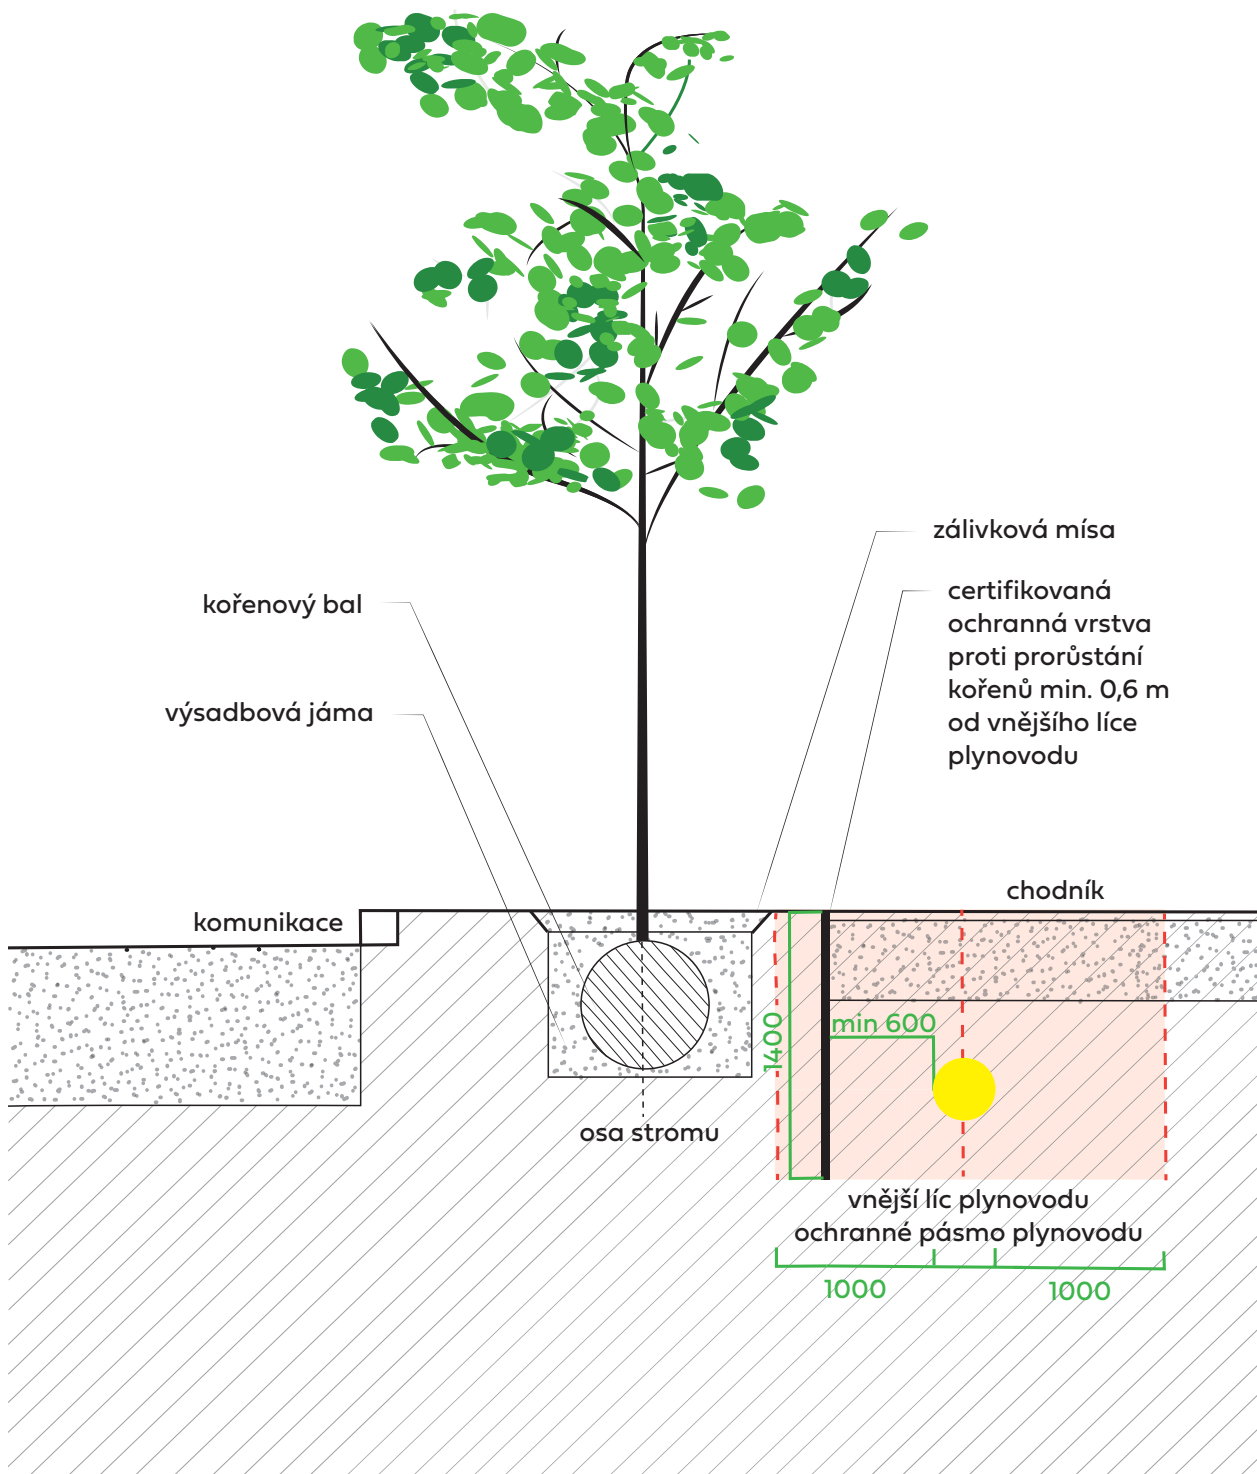 zálivková mísa
certifikovaná
ochranná vrstva
proti prorůstání
kořenů min. 0,6 m
od vnějšího líce
plynovodu
kořenový bal
výsadbová jáma
chodník
komunikace
min 600
1400
osa stromu
vnější líc plynovodu
ochranné pásmo plynovodu
1000
1000